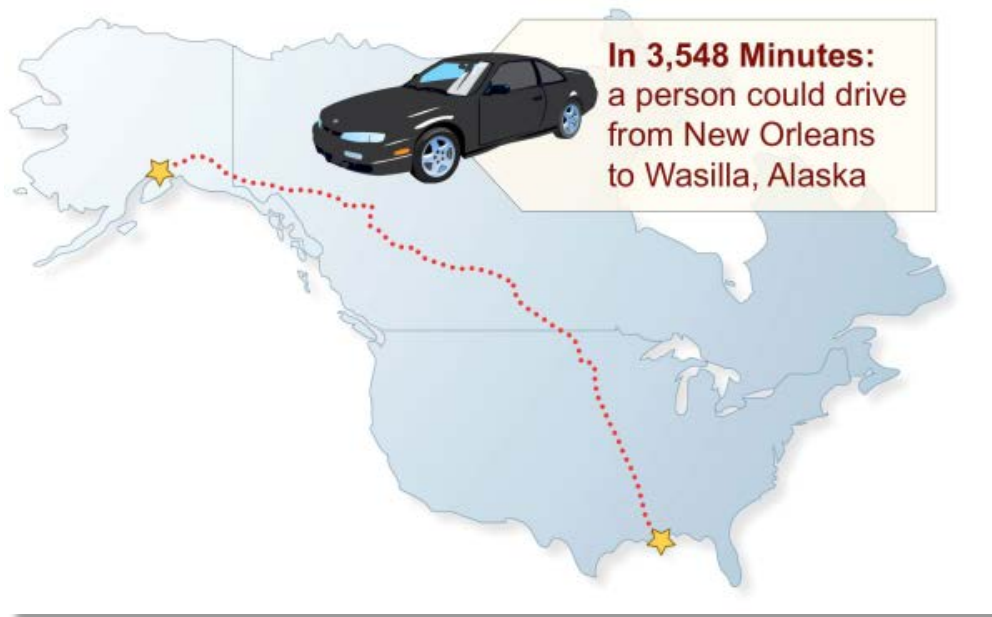 In 3,548 Minutes:
a person could drive
from New Orleans
to Wasilla, Alaska